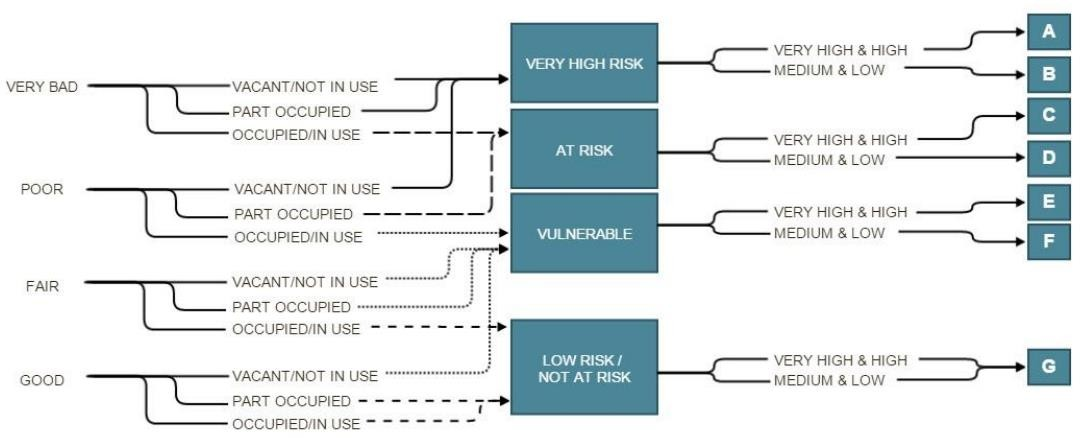 VERY BAD
VACANT/NOT IN USE
PART OCCUPIED
OCCUPIED/IN USE
POOR
VACANT/NOT IN USE
PART OCCUPIED
OCCUPIED/IN USE
FAIR
VACANT/NOT IN USE
PART OCCUPIED
OCCUPIED/IN USE
GOOD
VACANT/NOT IN USE
PART OCCUPIED
OCCUPIED/IN USE
VERY HIGH RISK
VERY HIGH & HIGH
MEDIUM & LOW
A
B
AT RISK
VERY HIGH & HIGH
MEDIUM & LOW
C
D
VULNERABLE
VERY HIGH & HIGH
MEDIUM & LOW
E
F
LOW RISK /
NOT AT RISK
VERY HIGH & HIGH
MEDIUM & LOW
G